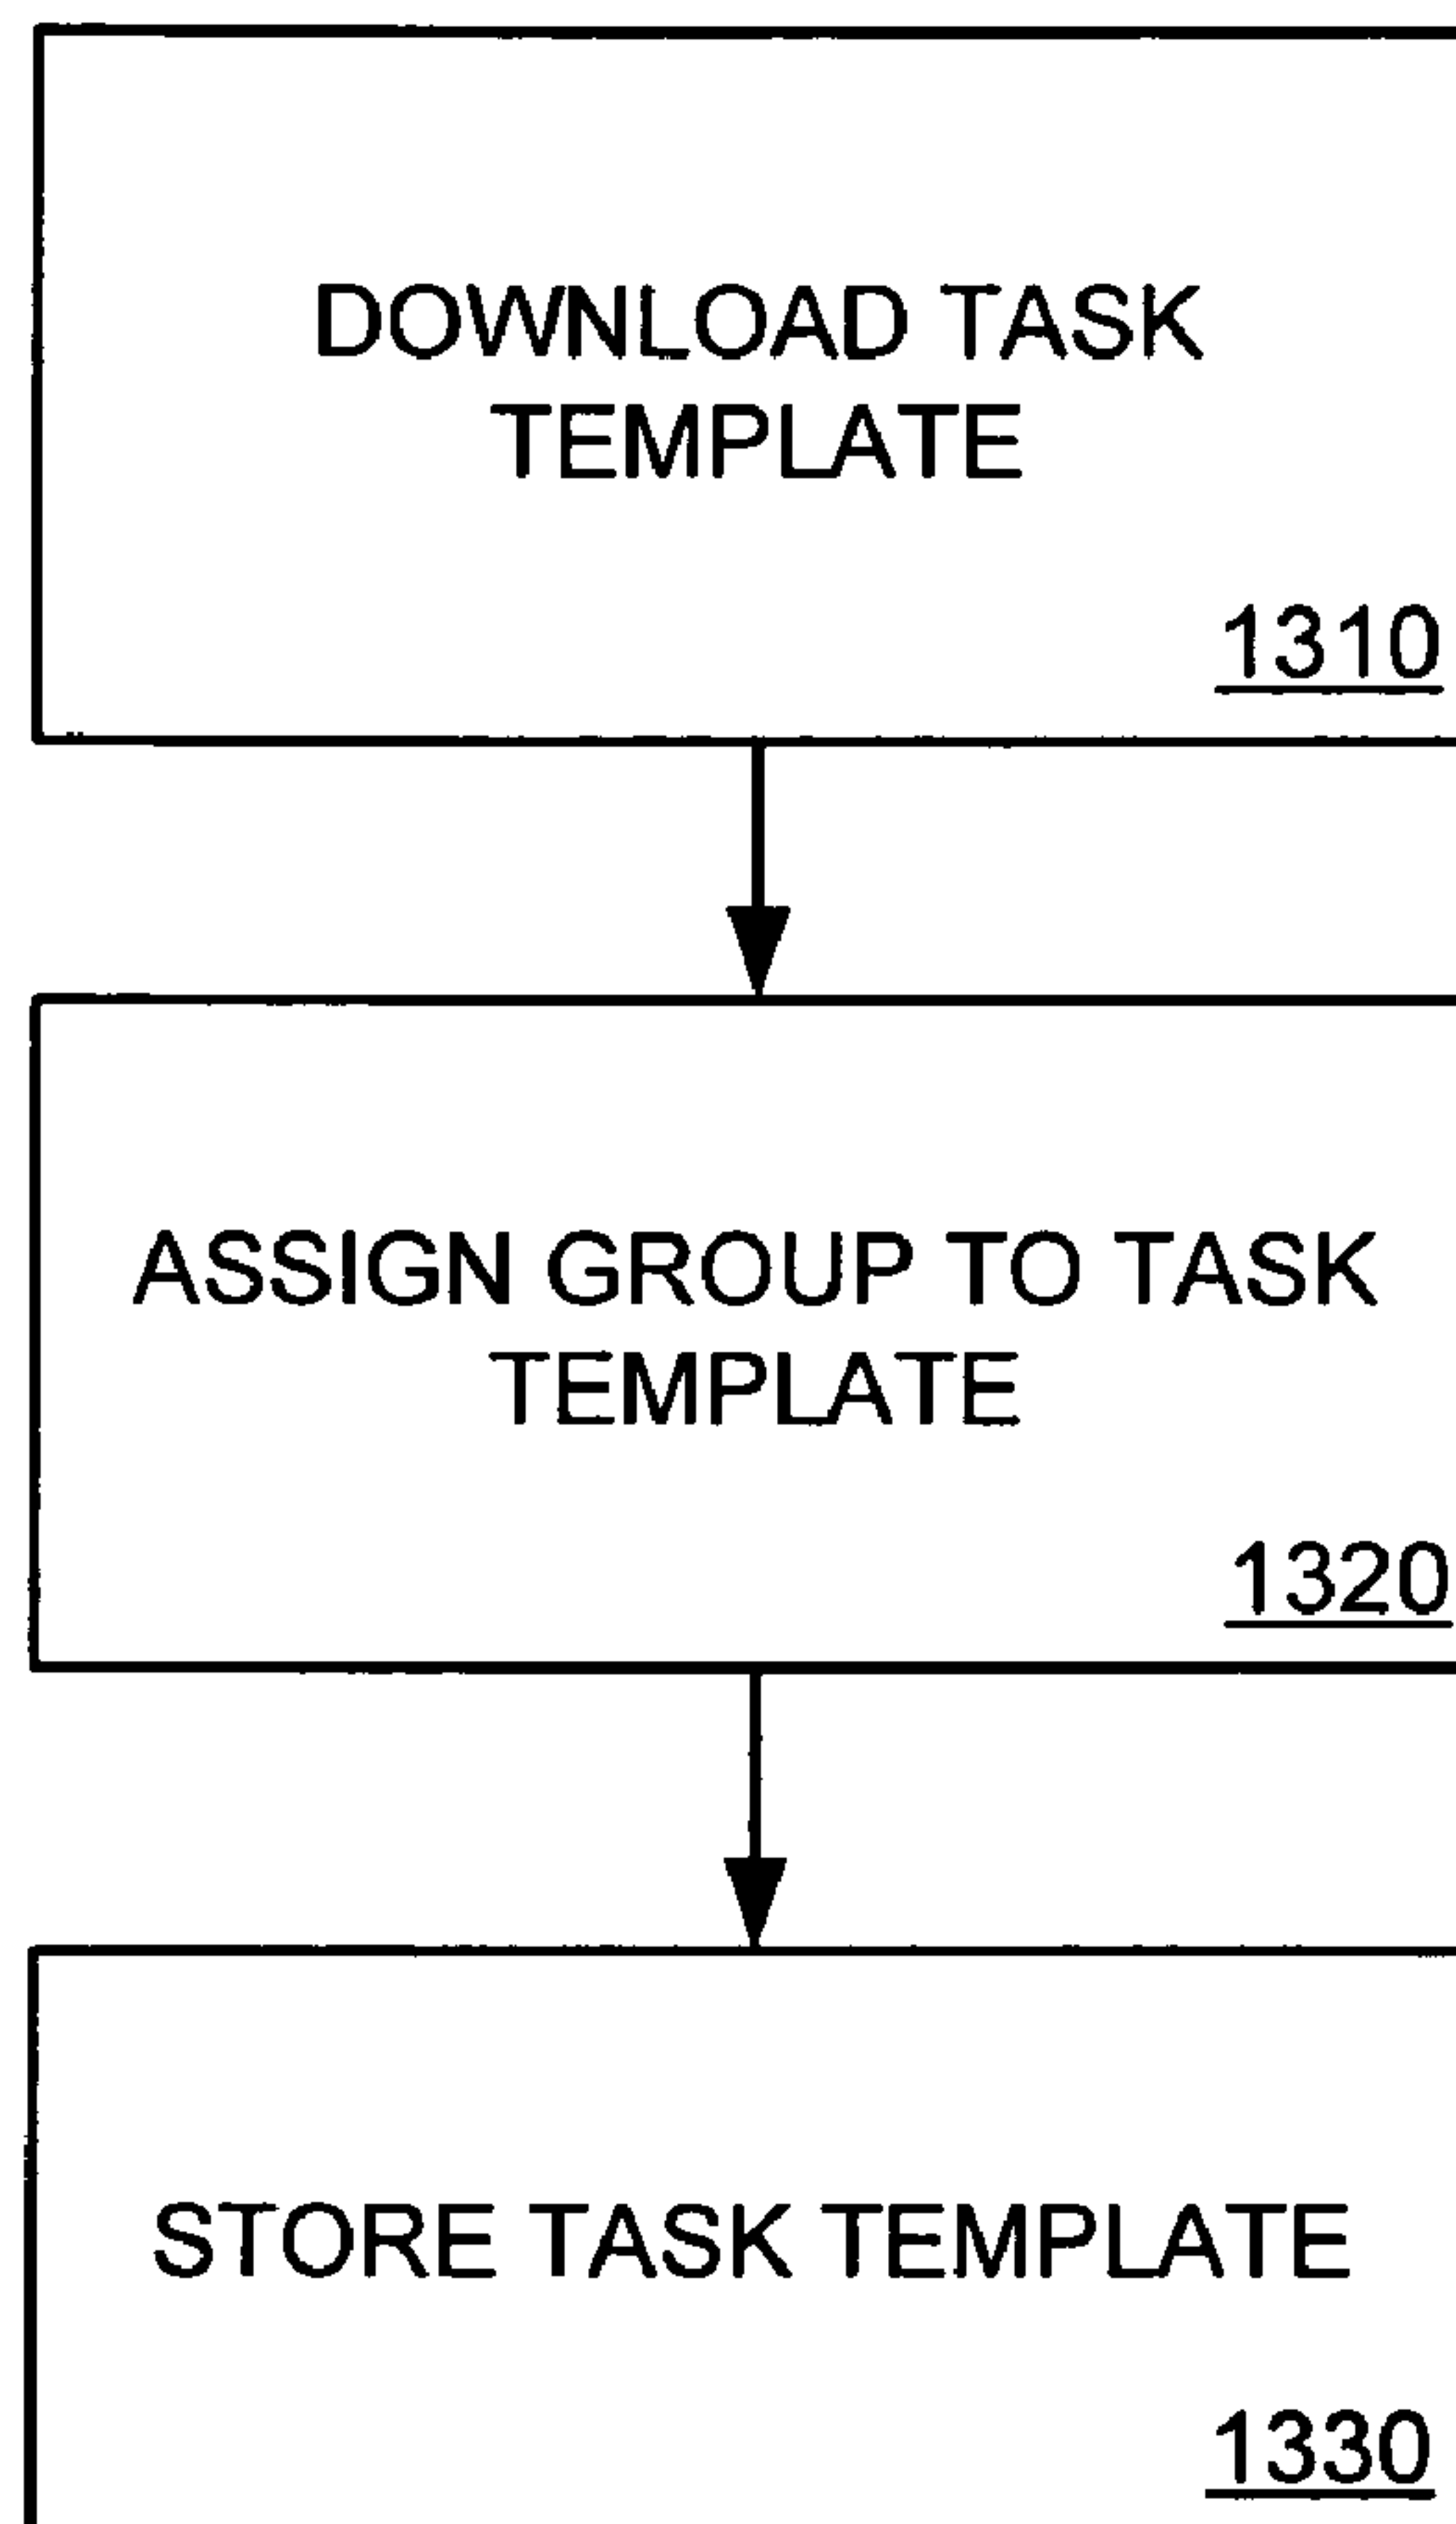 DOWNLOAD TASK
TEMPLATE
1310
ASSIGN GROUP TO TASK
TEMPLATE
1320
STORE TASK TEMPLATE
1330